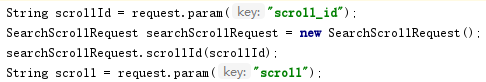 String scrollId = request.param( key: "scroll_id");
SearchScrollRequest searchScrollRequest = new SearchScrollRequest();
searchScrollRequest.scrollId(scrollId);
String scroll = request.param( key: "scroll");